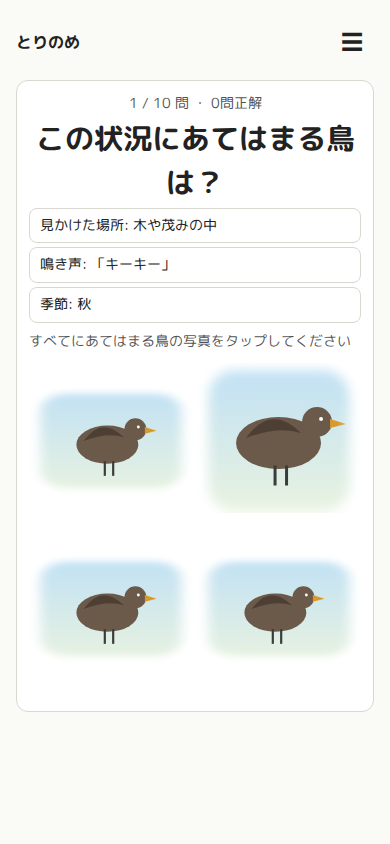 とりのめ
1 / 10 問 · 0問正解
この状況にあてはまる鳥
は？
見かけた場所: 木や茂みの中
鳴き声: 「キーキー」
季節: 秋
すべてにあてはまる鳥の写真をタップしてください